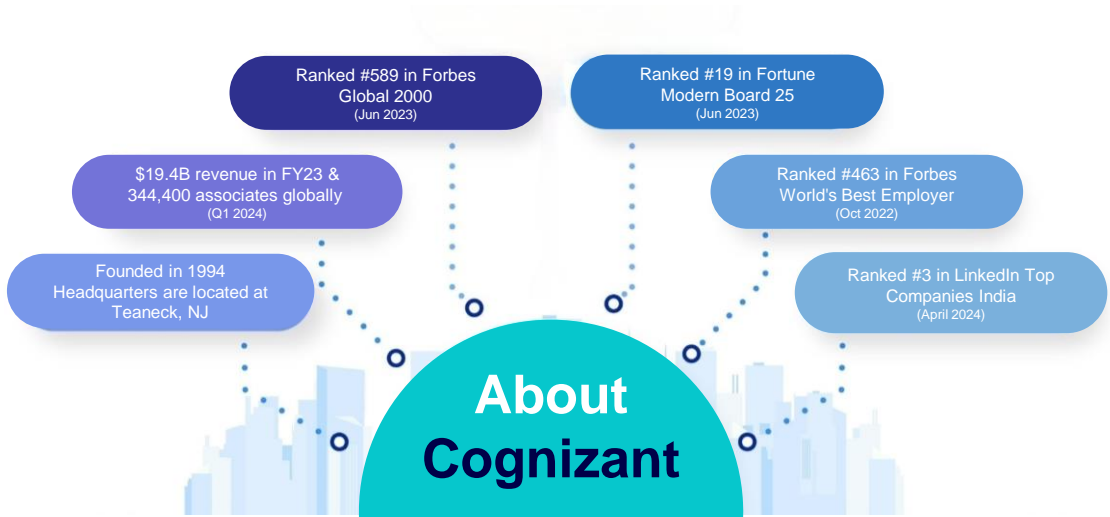 Ranked #589 in Forbes
Global 2000
(Jun 2023)
Ranked #19 in Fortune
Modern Board 25
(Jun 2023)
$19.4B revenue in FY23 &
344,400 associates globally
(Q1 2024)
Ranked #463 in Forbes
World's Best Employer
(Oct 2022)
Founded in 1994
Headquarters are located at
Teaneck, NJ
Ranked #3 in LinkedIn Top
Companies India
(April 2024)
About
Cognizant